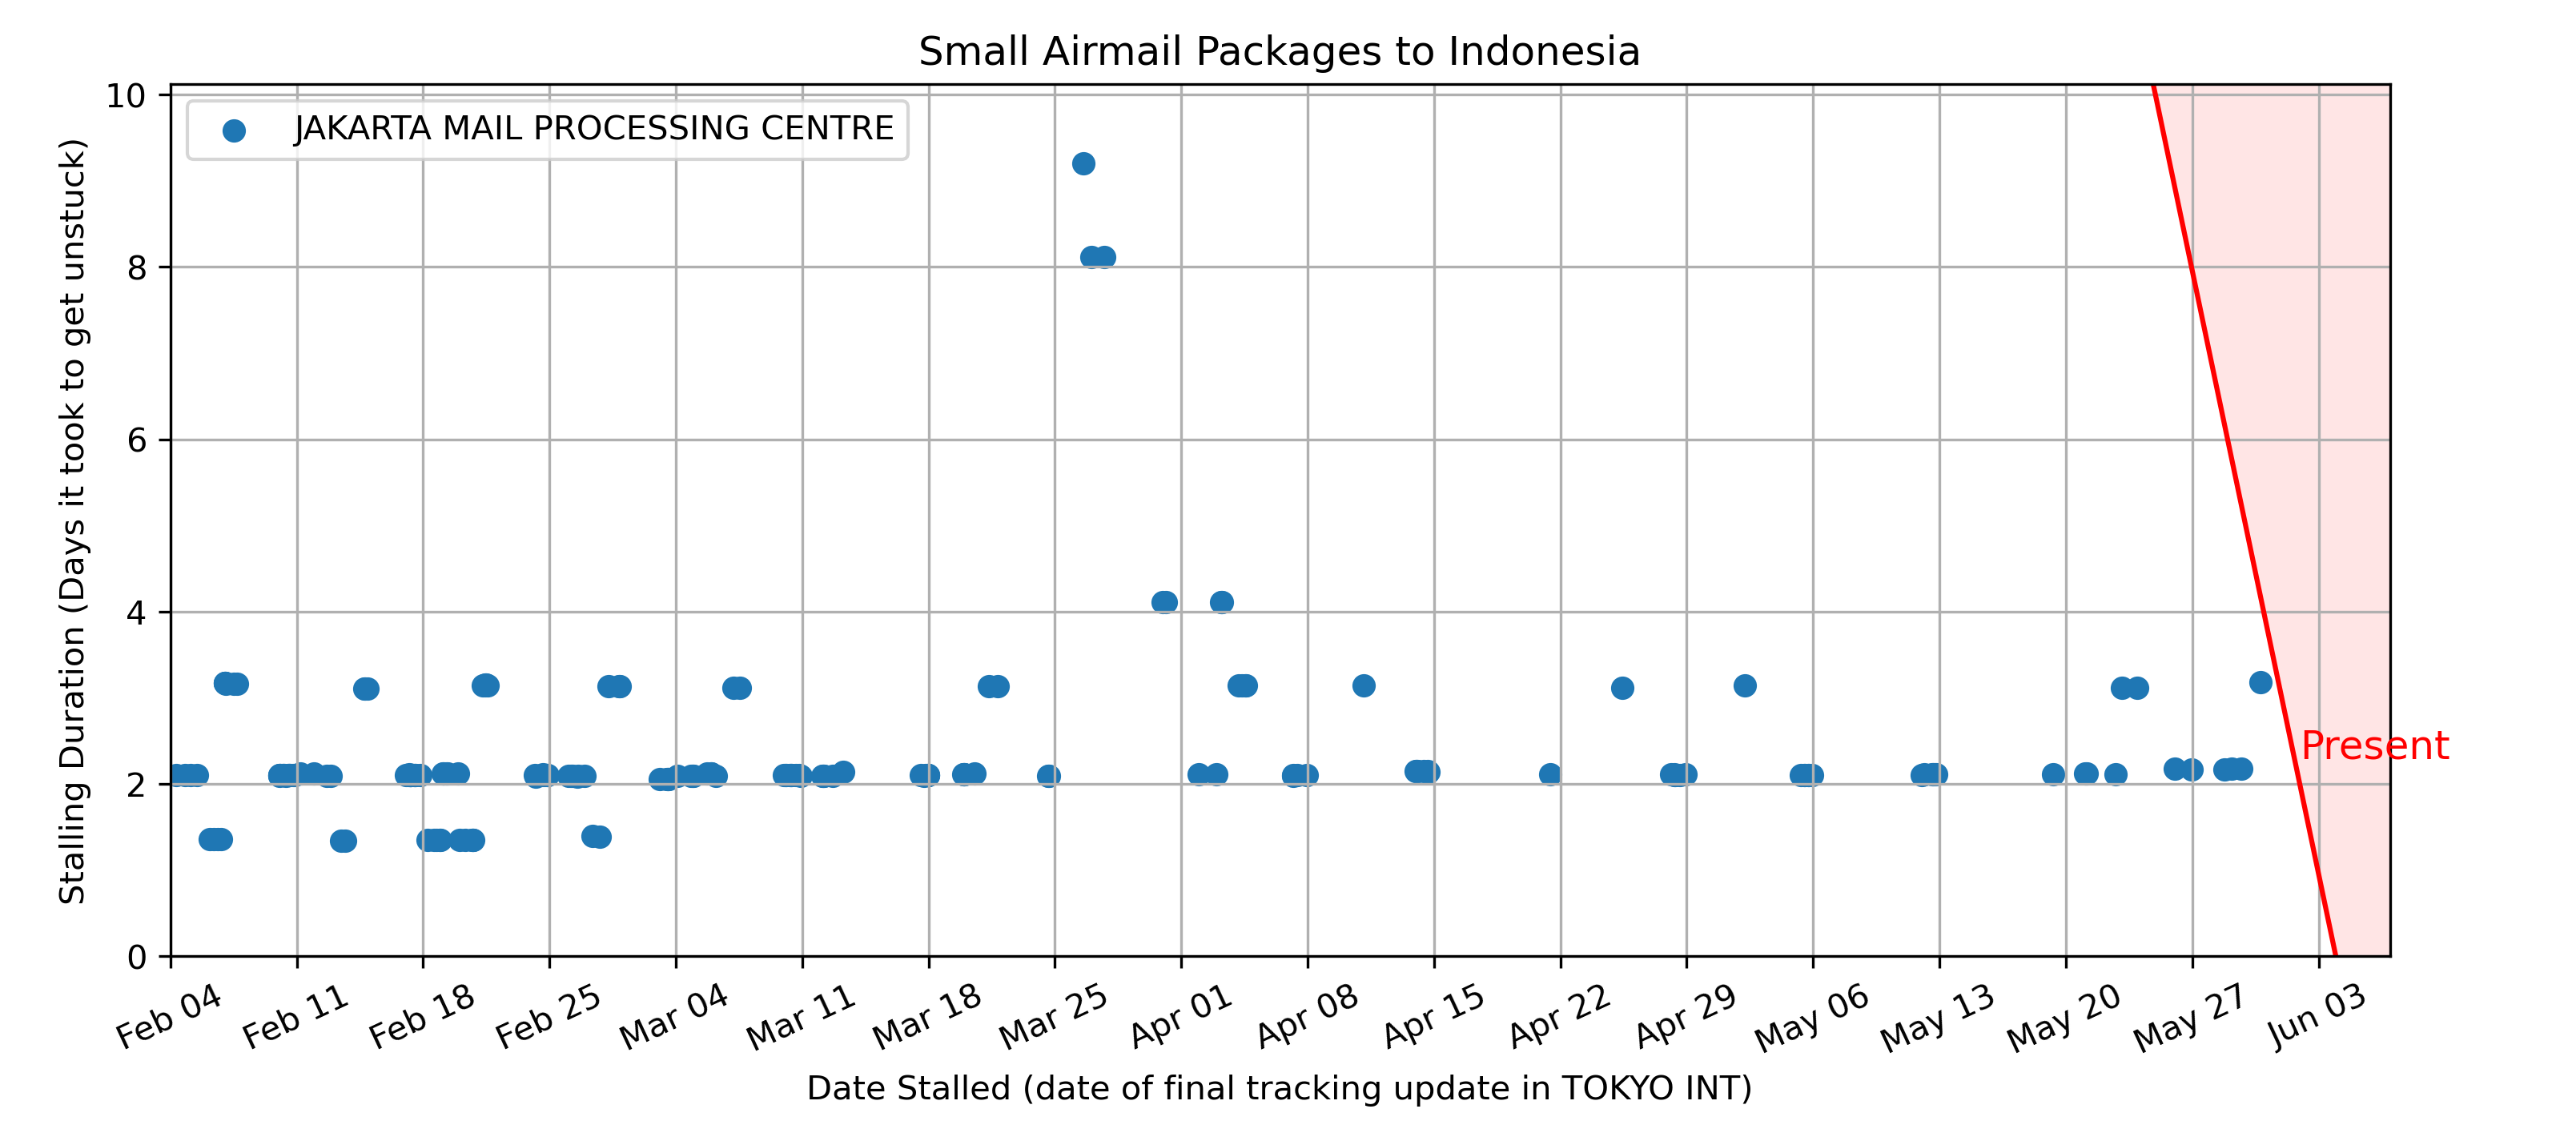 Small Airmail Packages to Indonesia
JAKARTA MAIL PROCESSING CENTRE
Stalling Duration (Days it took to get unstuck)
10
8
6
4
2
0
Present
Feb 04
Feb 11
Feb 18
Feb 25
Mar 04
Mar 11
Mar 18
Mar 25
Apr 01
Apr 08
Apr 15
Apr 22
Apr 29
May 06
May 13
May 20
May 27
Jun 03
Date Stalled (date of final tracking update in TOKYO INT)